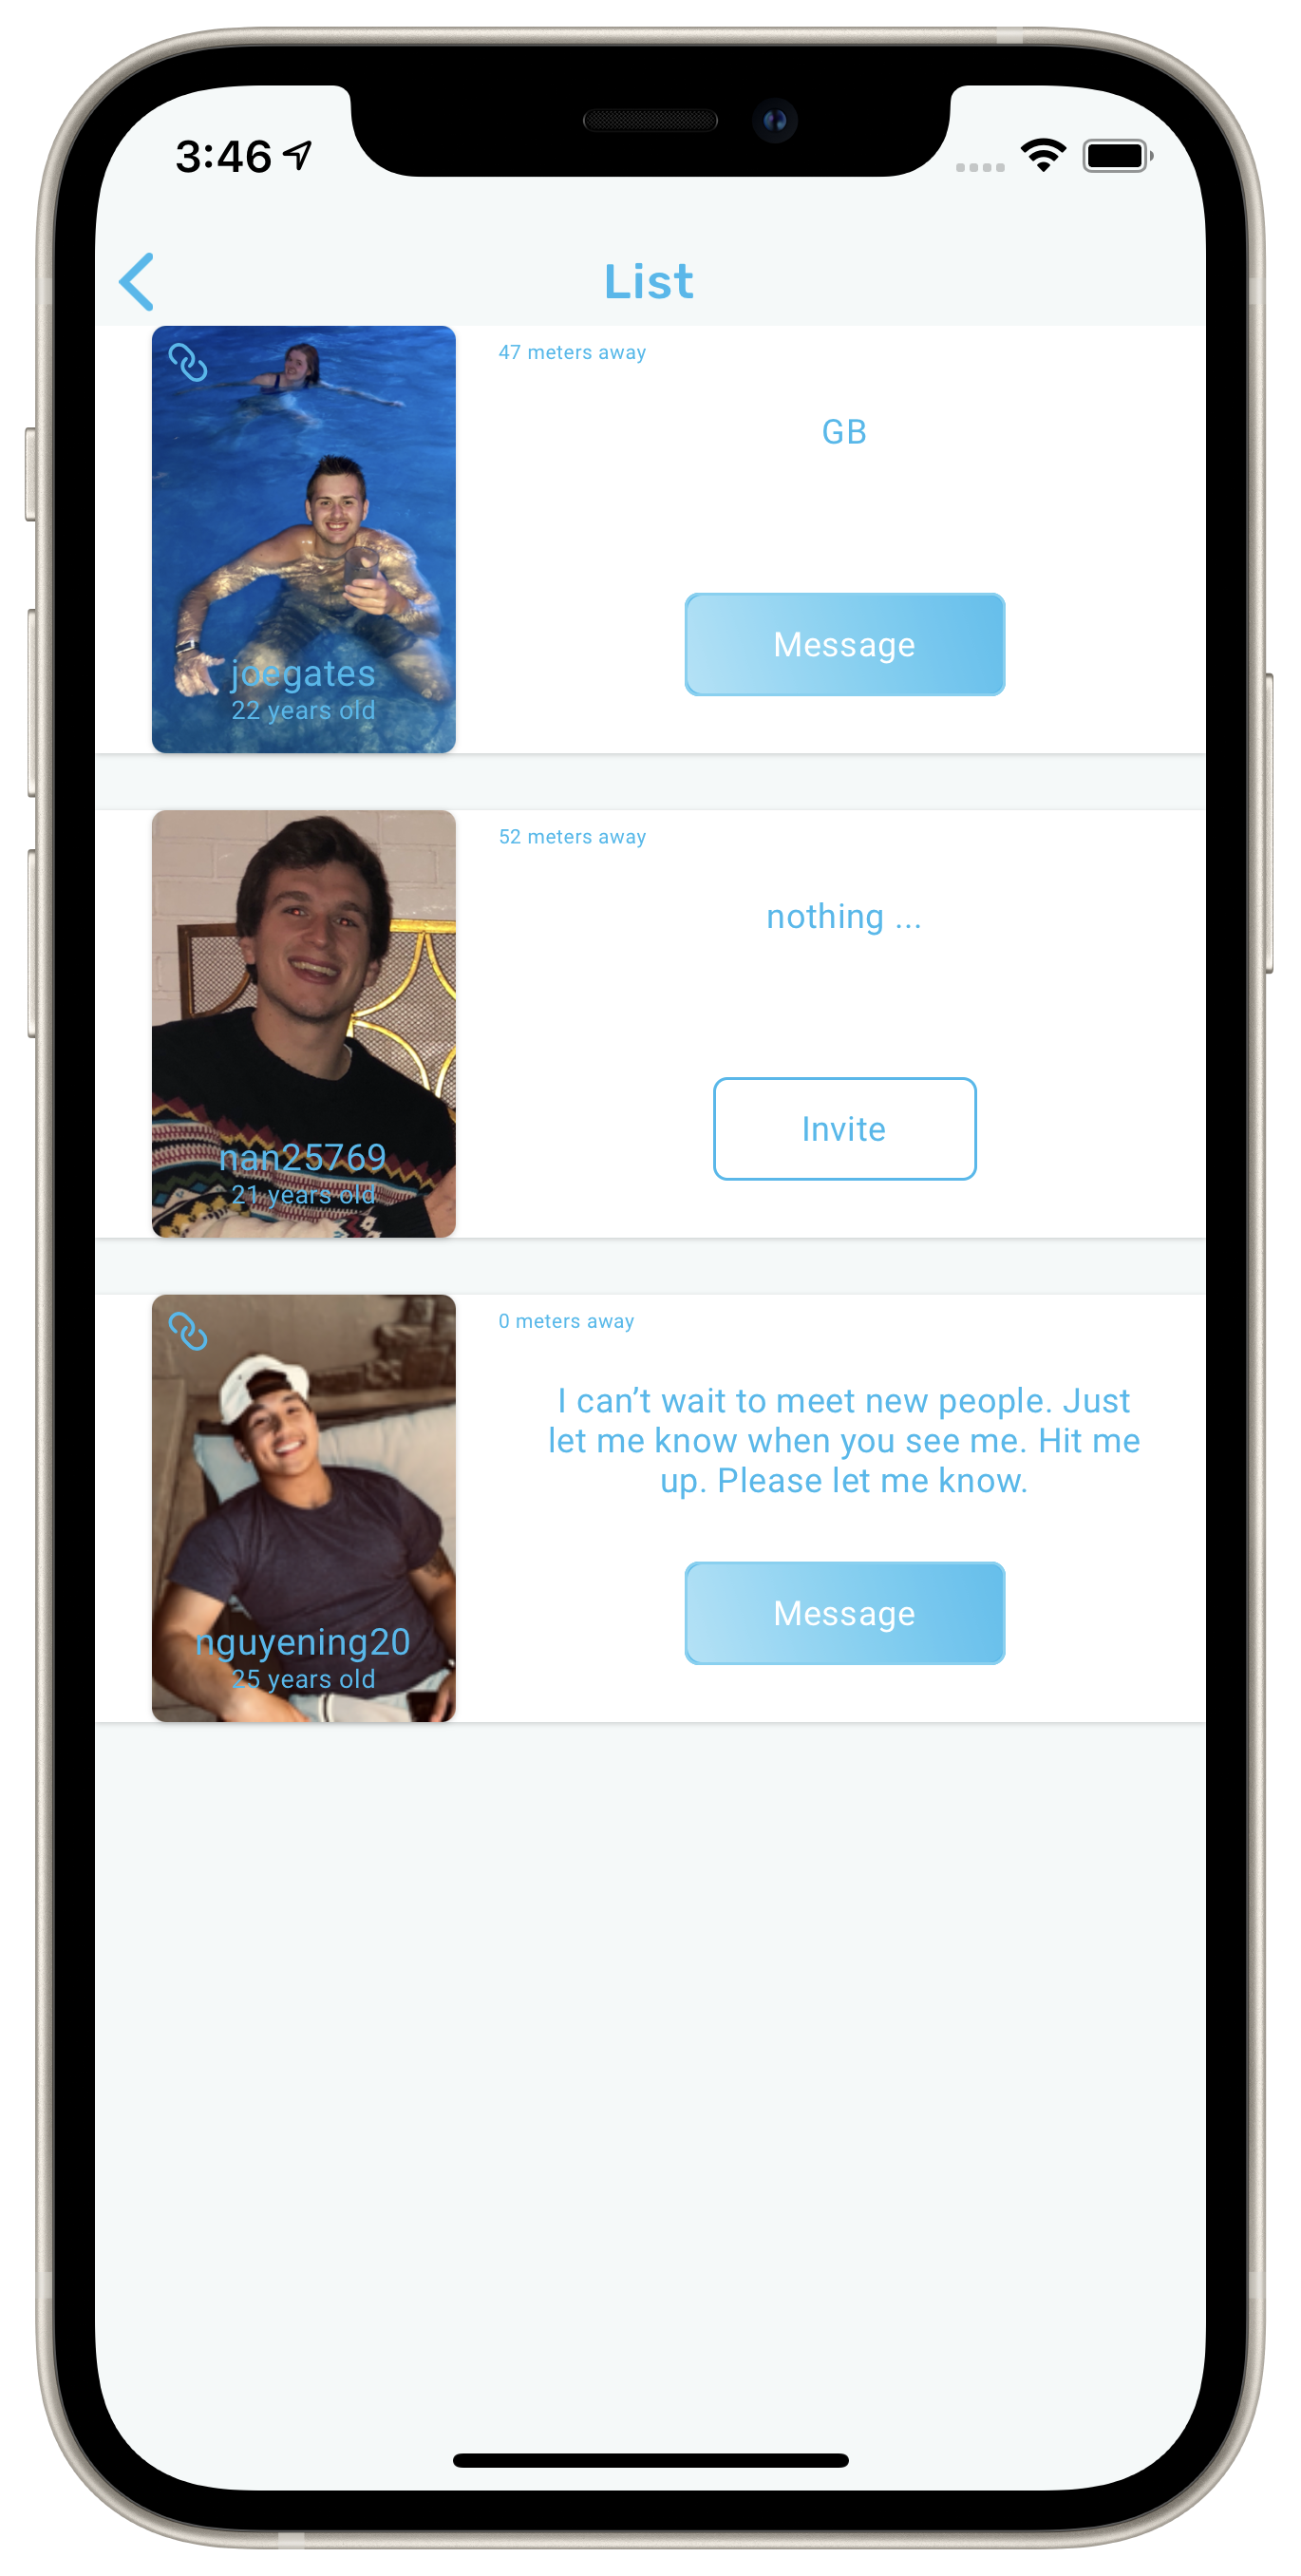 3:46
List
47 meters away
GB
Message
joegates
22 years old
52 meters away
nothing ...
Invite
nan25769
21 years old
0 meters away
I can’t wait to meet new people. Just
let me know when you see me. Hit me
up. Please let me know.
Message
nguyening20
25 years old